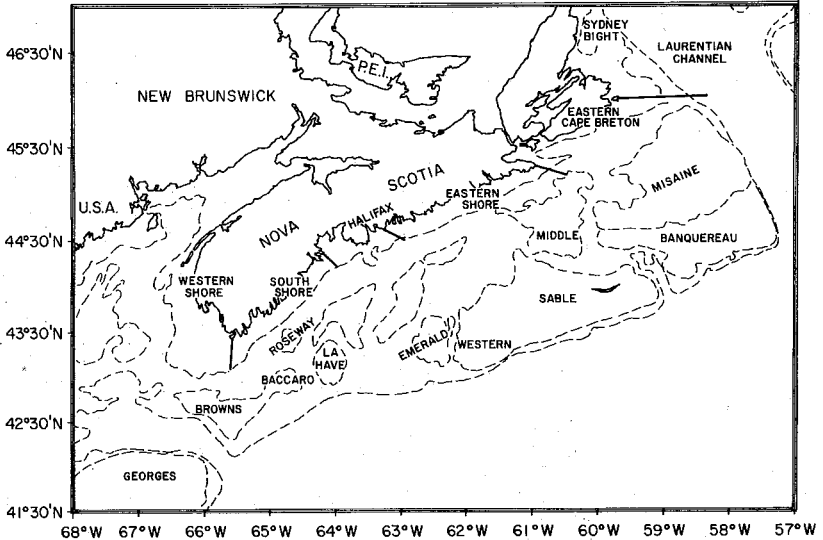 46°30'N
SYDNEY
BIGHT
LAURENTIAN
CHANNEL
P.E.I.
NEW BRUNSWICK
EASTERN
CAPE BRETON
45°30'N
SCOTIA
MISAINE
EASTERN
SHORE
U.S.A.
HALIFAX
NOVA
44°30'N
MIDDLE
BANQUEREAU
WESTERN
SHORE
SOUTH
SHORE
SABLE
43°30'N
ROSEWAY
EMERALD
WESTERN
LA
HAVE
BACCARO
BROWNS
42°30'N
GEORGES
41°30'N
68°W 67°W 66°W 65°W 64°W 63°W 62°W 61°W 60°W 59°W 58°W 57°W